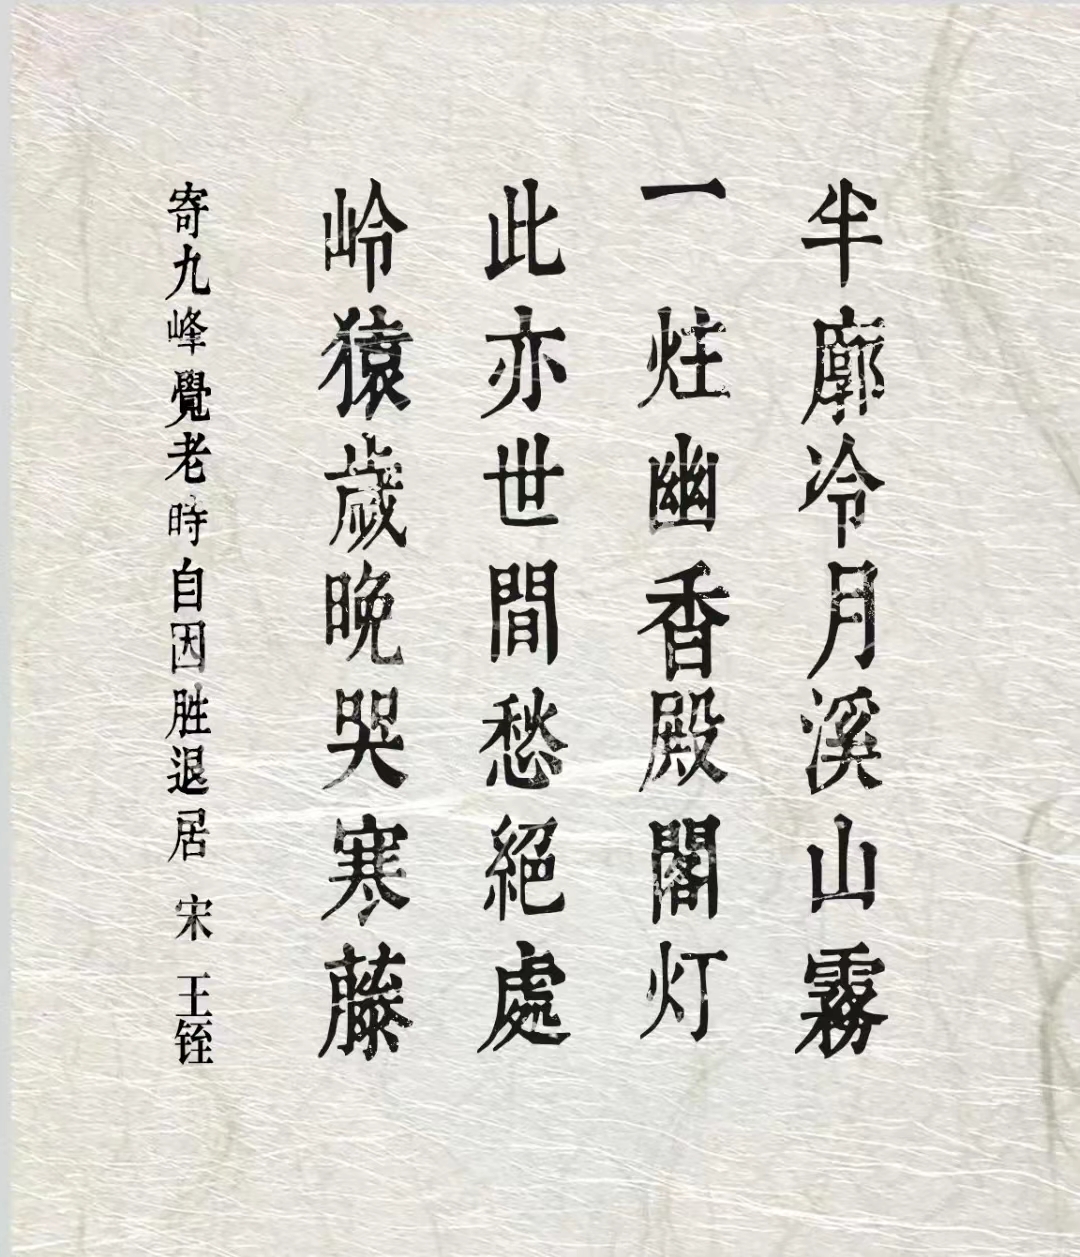 半廓冷月溪山霧
一炷幽香殿閣灯
此亦世間愁絕處
岭猿歲晚哭寒藤
寄九峰覺老時自因胜退居 宋 王铚